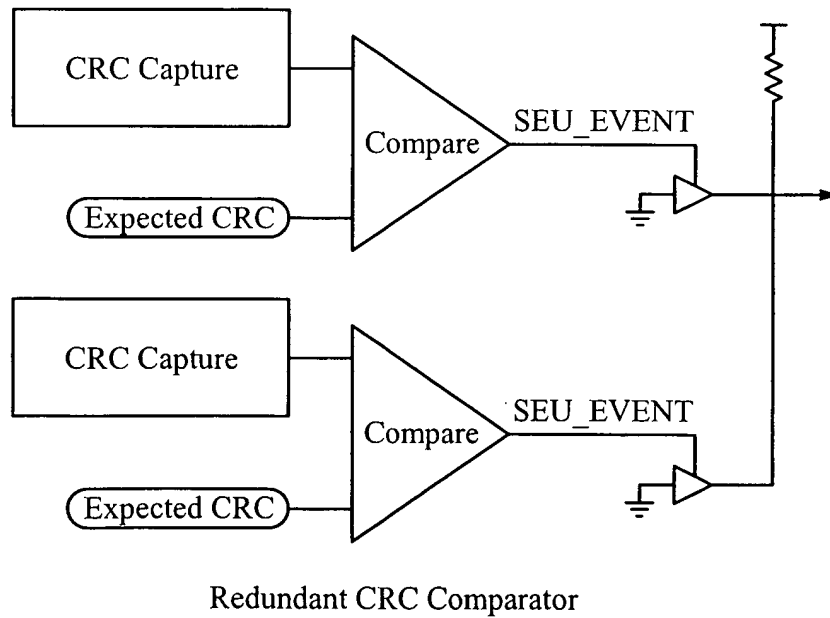 CRC Capture
Compare
SEU_EVENT
Expected CRC
CRC Capture
Compare
SEU_EVENT
Expected CRC
Redundant CRC Comparator